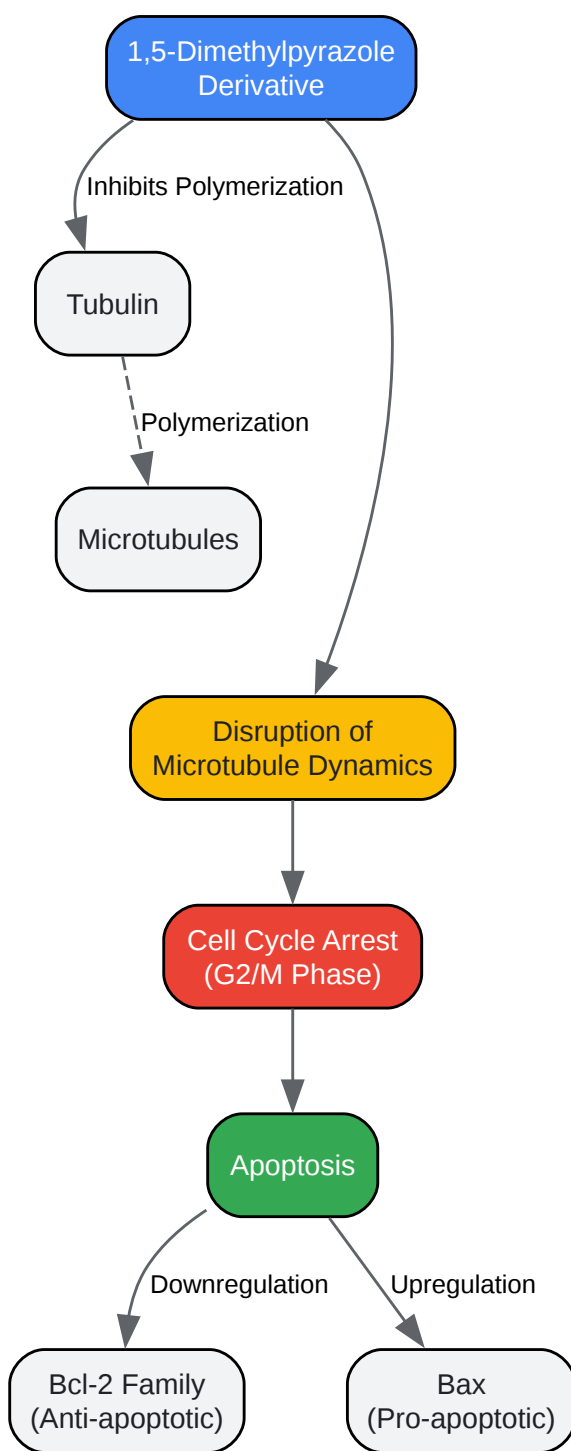 1,5-Dimethylpyrazole
Derivative
Inhibits Polymerization
Tubulin
Polymerization
Microtubules
Disruption of
Microtubule Dynamics
Cell Cycle Arrest
(G2/M Phase)
Apoptosis
Downregulation
Upregulation
Bcl-2 Family
(Anti-apoptotic)
Bax
(Pro-apoptotic)